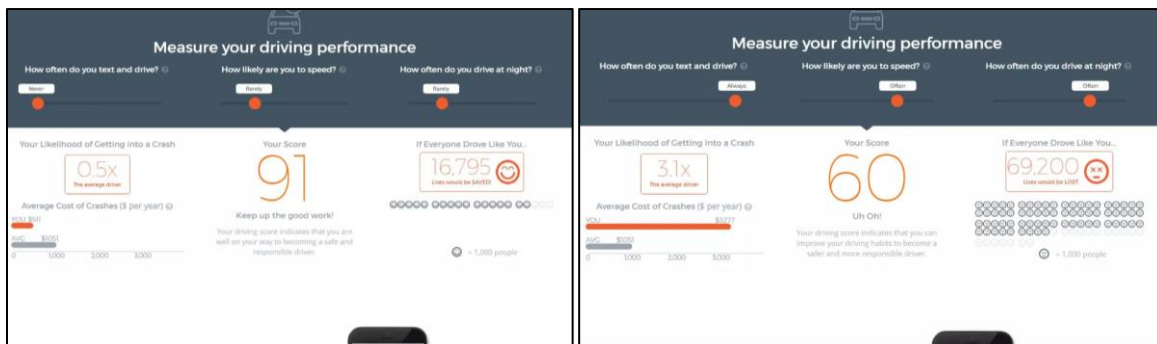 Measure your driving performance
How often do you text and drive?
How likely are you to speed?
How often do you drive at night?
Never
Rarely
Rarely
Your Likelihood of Getting into a Crash
0.5x
The average driver
Average Cost of Crashes ($ per year)
YOU $511
AVG $1051
0 1,000 2,000 3,000
Your Score
91
Keep up the good work!
Your driving score indicates that you are
well on your way to becoming a safe and
responsible driver.
If Everyone Drove Like You...
16,795
Lives would be SAVED!
= 1,000 people
Measure your driving performance
How often do you text and drive?
How likely are you to speed?
How often do you drive at night?
Always
Often
Often
Your Likelihood of Getting into a Crash
3.1x
The average driver
Average Cost of Crashes ($ per year)
YOU $3277
AVG $1051
0 1,000 2,000 3,000
Your Score
60
Uh Oh!
Your driving score indicates that you can
improve your driving habits to become a
safer and more responsible driver.
If Everyone Drove Like You...
69,200
Lives would be LOST
= 1,000 people